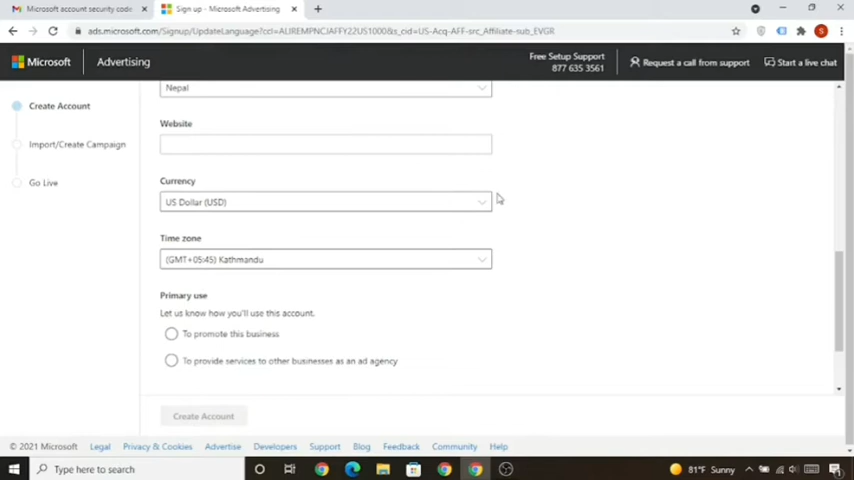 Microsoft account security code
Sign up - Microsoft Advertising
ads.microsoft.com/Signup/UpdateLanguage?ccl=ALIREMPNCJAFFY22US1000&s_cid=US-Acq-AFF-src_Affiliate-sub_EVGR
S
Microsoft
Advertising
Free Setup Support
877 635 3561
Request a call from support
Start a live chat
Create Account
Import/Create Campaign
Go Live
Nepal
Website
Currency
US Dollar (USD)
Time zone
(GMT+05:45) Kathmandu
Primary use
Let us know how you'll use this account.
To promote this business
To provide services to other businesses as an ad agency
Create Account
© 2021 Microsoft Legal Privacy & Cookies Advertise Developers Support Blog Feedback Community Help
Type here to search
81°F Sunny